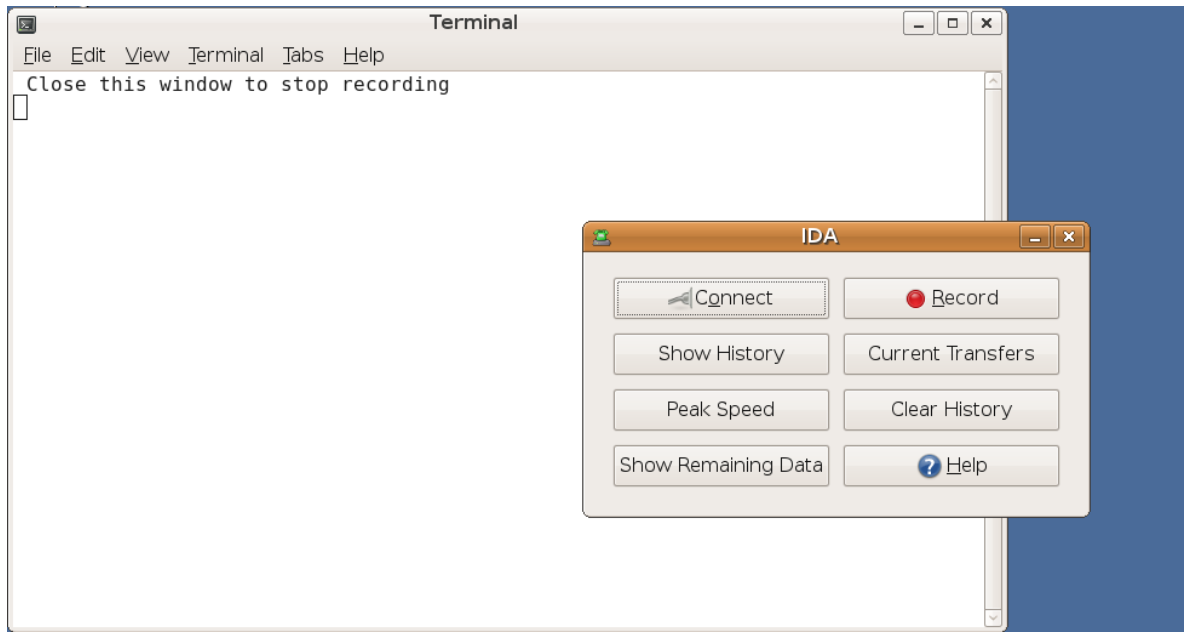 Terminal
File Edit View Terminal Tabs Help
Close this window to stop recording
IDA
Connect Record
Show History Current Transfers
Peak Speed Clear History
Show Remaining Data Help